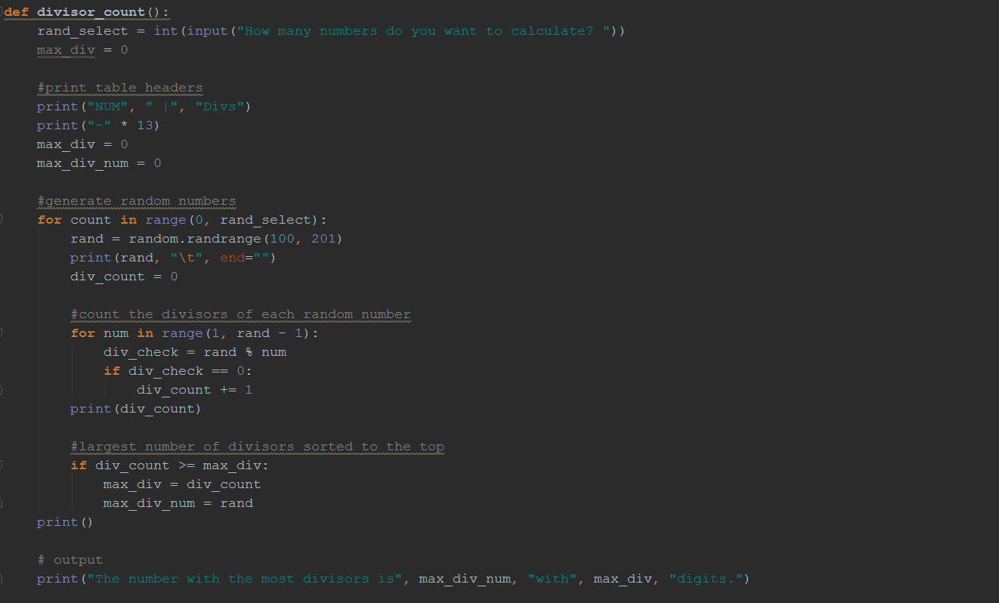 def divisor_count():
    rand_select = int(input("How many numbers do you want to calculate? "))
    max_div = 0
    #print table headers
    print("NUM", " |", "Divs")
    print("-" * 13)
    max_div = 0
    max_div_num = 0
    #generate random numbers
    for count in range(0, rand_select):
        rand = random.randrange(100, 201)
        print(rand, "\t", end="")
        div_count = 0
        #count the divisors of each random number
        for num in range(1, rand - 1):
            div_check = rand % num
            if div_check == 0:
                div_count += 1
        print(div_count)
        #largest number of divisors sorted to the top
        if div_count >= max_div:
            max_div = div_count
            max_div_num = rand
    print()
    # output
    print("The number with the most divisors is", max_div_num, "with", max_div, "digits.")